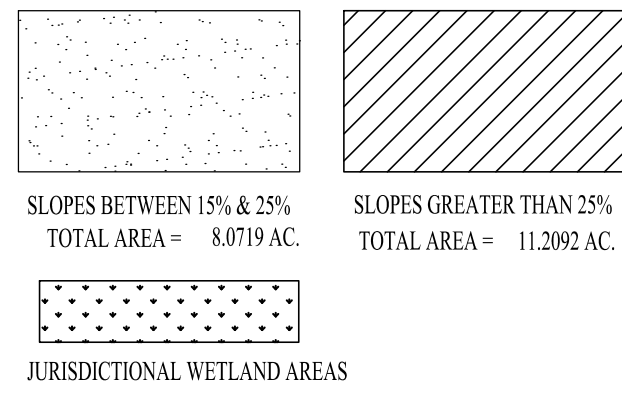 SLOPES BETWEEN 15% & 25%
TOTAL AREA = 8.0719 AC.
SLOPES GREATER THAN 25%
TOTAL AREA = 11.2092 AC.
JURISDICTIONAL WETLAND AREAS